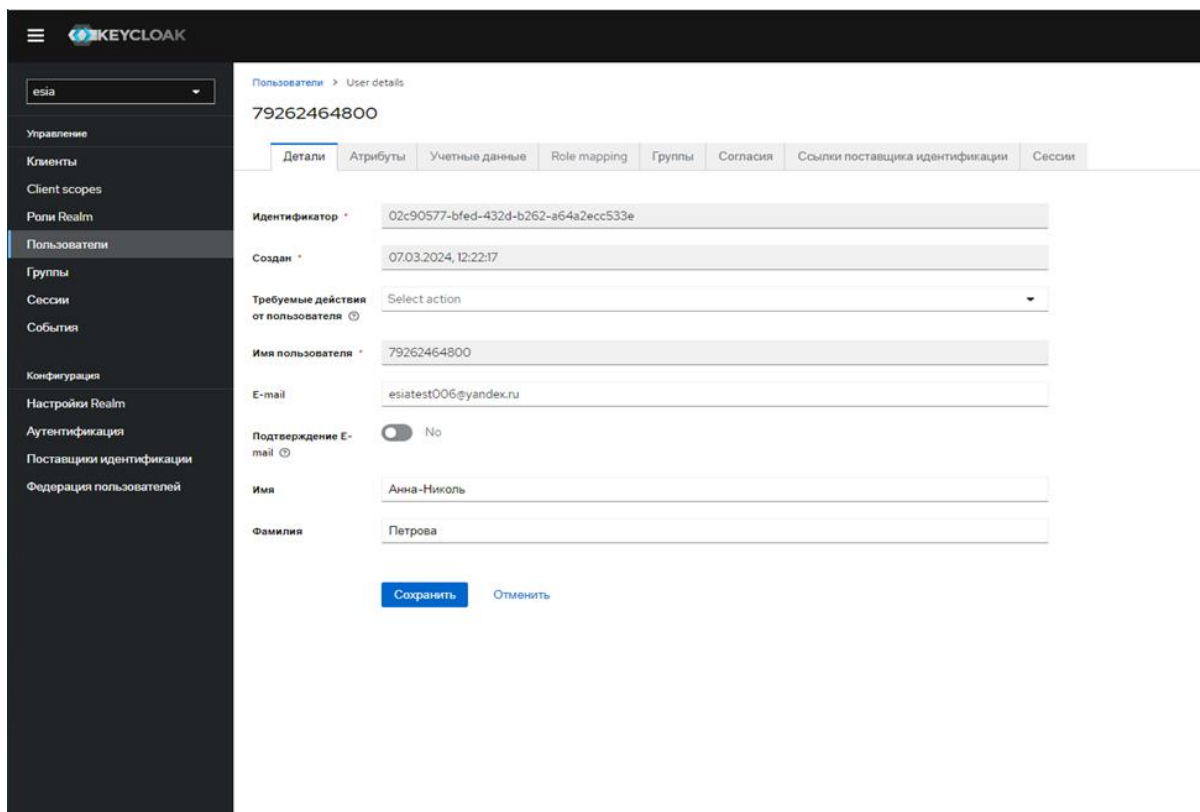 KEYCLOAK
esia
Управление
Клиенты
Client scopes
Роли Realm
Пользователи
Группы
Сессии
События
Конфигурация
Настройки Realm
Аутентификация
Поставщики идентификации
Федерация пользователей
Пользователи > User details
79262464800
Детали Атрибуты Учетные данные Role mapping Группы Согласия Ссылки поставщика идентификации Сессии
Идентификатор * 02c90577-bfed-432d-b262-a64a2ecc533e
Создан * 07.03.2024, 12:22:17
Требуемые действия Select action
от пользователя
Имя пользователя * 79262464800
E-mail esiatest006@yandex.ru
Подтверждение E- No
mail
Имя Анна-Николь
Фамилия Петрова
Сохранить Отменить